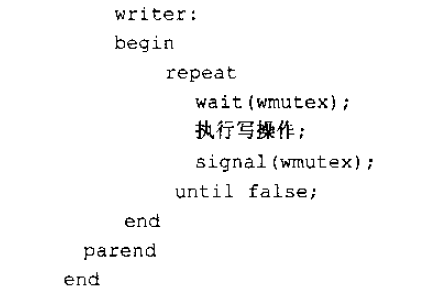 writer:
begin
repeat
wait(wmutex);
执行写操作;
signal(wmutex);
until false;
end
parend
end